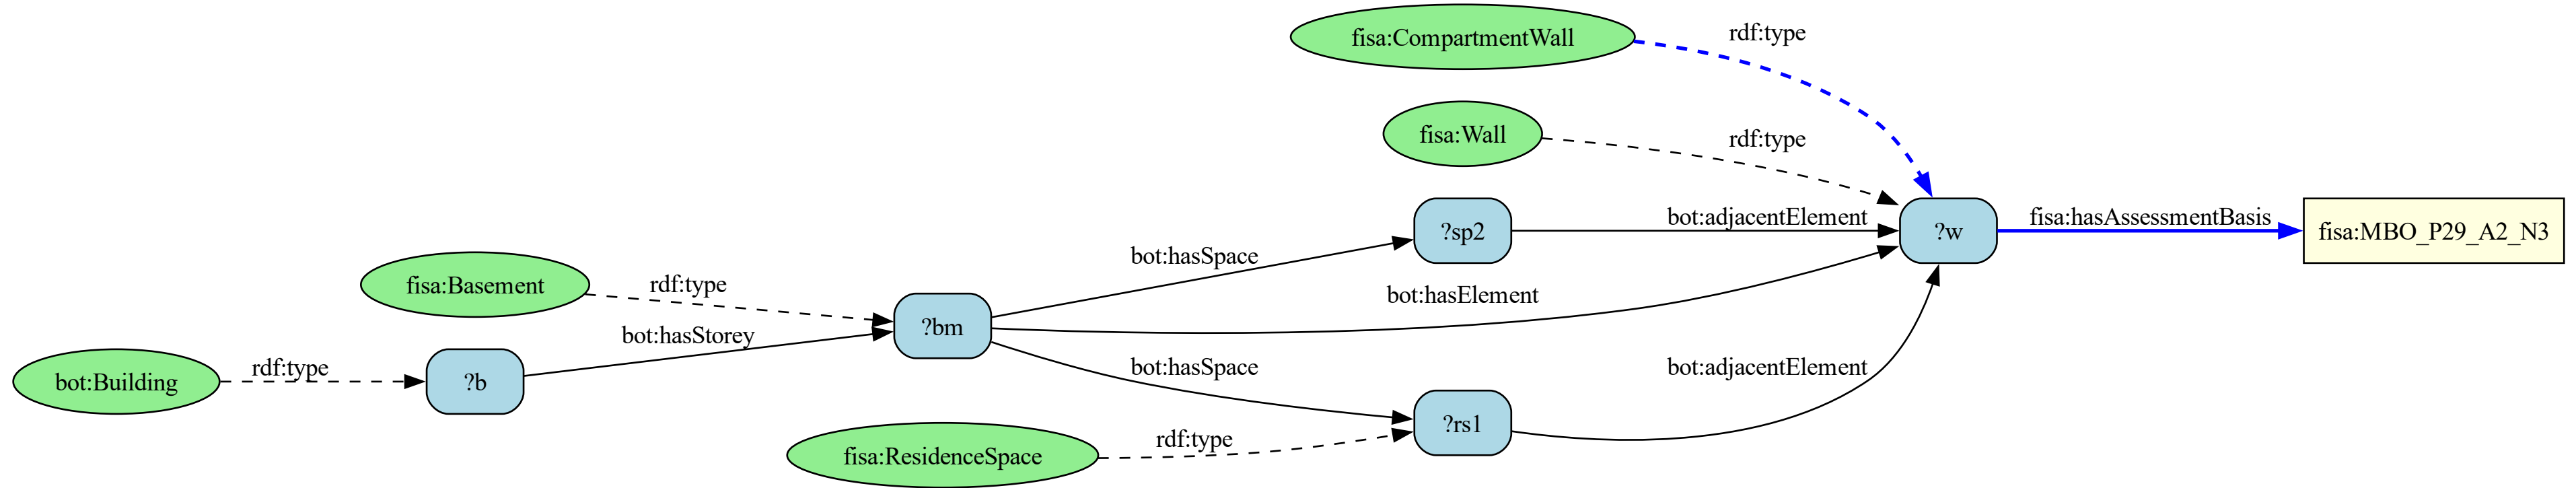 fisa:CompartmentWall
rdf:type
fisa:Wall
rdf:type
?sp2
bot:adjacentElement
?w
fisa:hasAssessmentBasis
fisa:MBO_P29_A2_N3
bot:hasSpace
fisa:Basement
rdf:type
bot:hasElement
?bm
bot:hasStorey
bot:Building
rdf:type
?b
bot:hasSpace
bot:adjacentElement
?rs1
rdf:type
fisa:ResidenceSpace